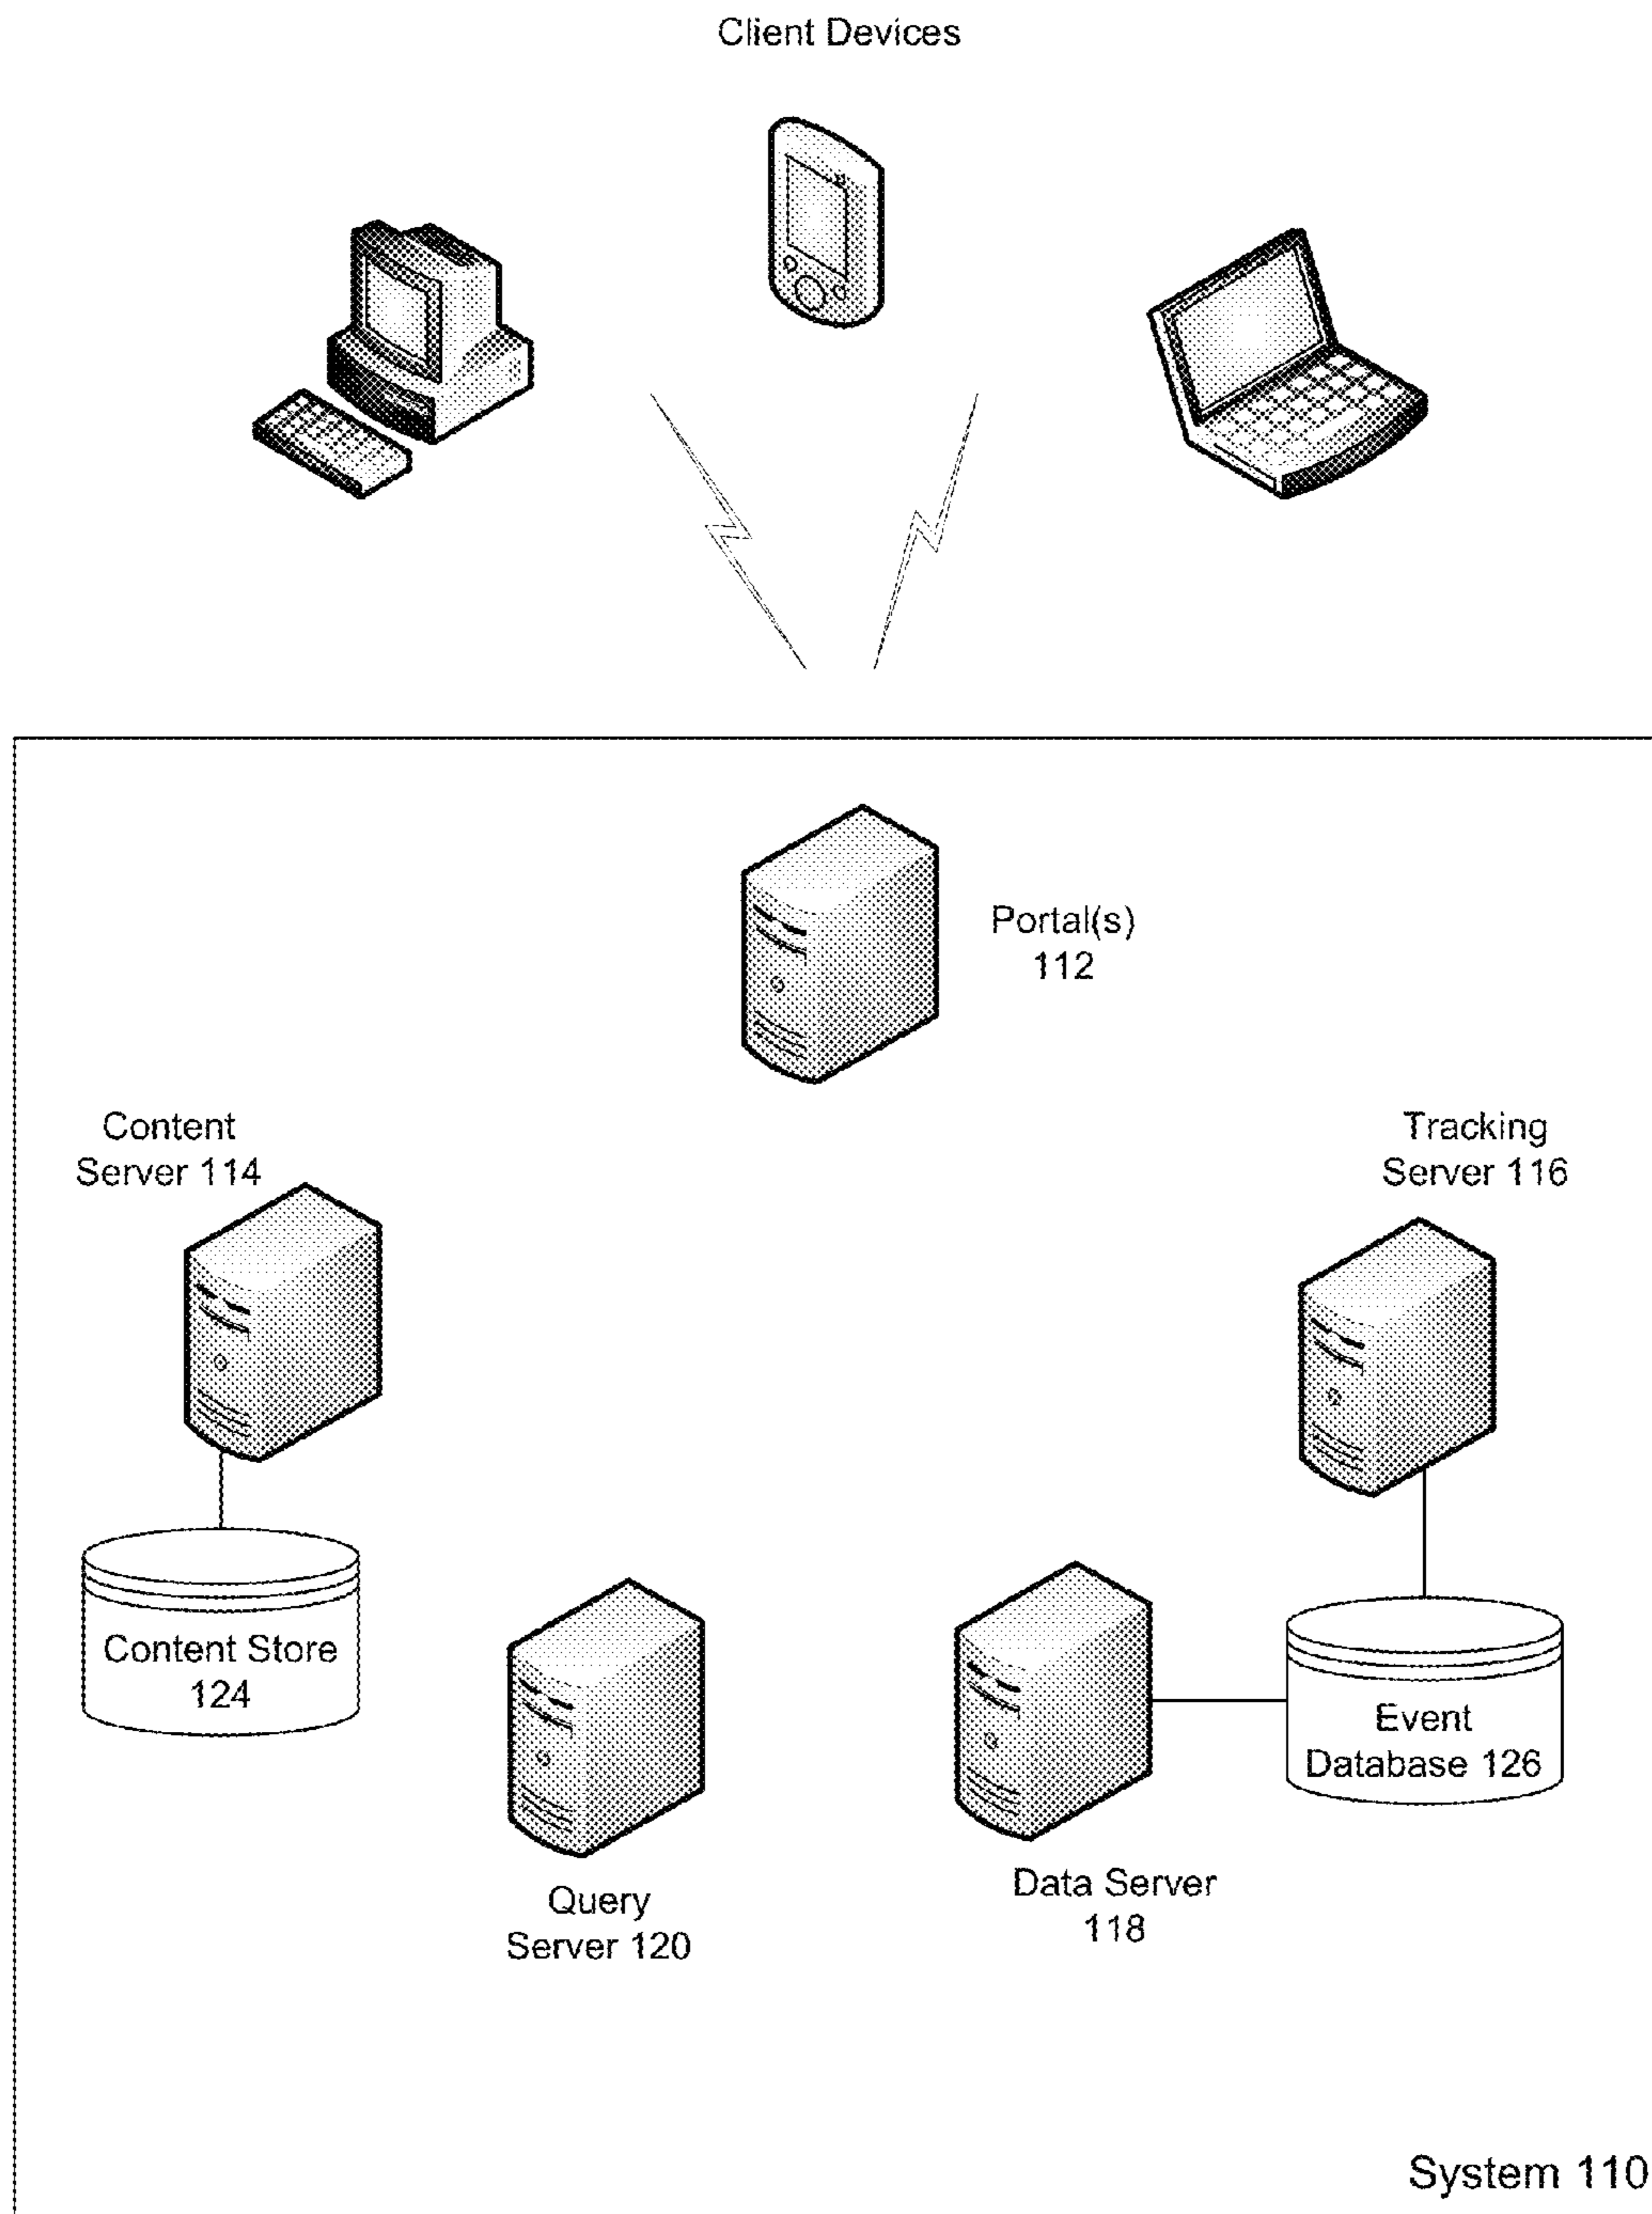 Client Devices
Portal(s)
112
Content
Server 114
Tracking
Server 116
Content Store
124
Event
Database 126
Query
Server 120
Data Server
118
System 110